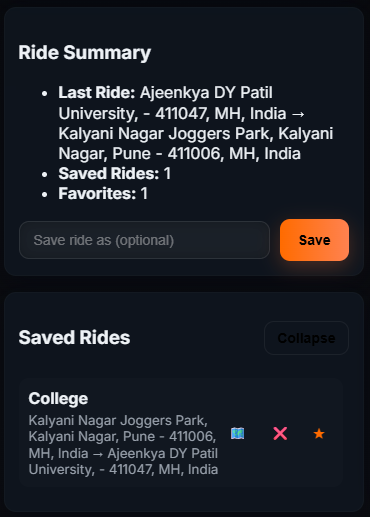 Ride Summary
• Last Ride: Ajeenkya DY Patil
University, - 411047, MH, India →
Kalyani Nagar Joggers Park, Kalyani
Nagar, Pune - 411006, MH, India
• Saved Rides: 1
• Favorites: 1
Save ride as (optional)
Save
Saved Rides
Collapse
College
Kalyani Nagar Joggers Park,
Kalyani Nagar, Pune - 411006,
MH, India → Ajeenkya DY Patil
University, - 411047, MH, India